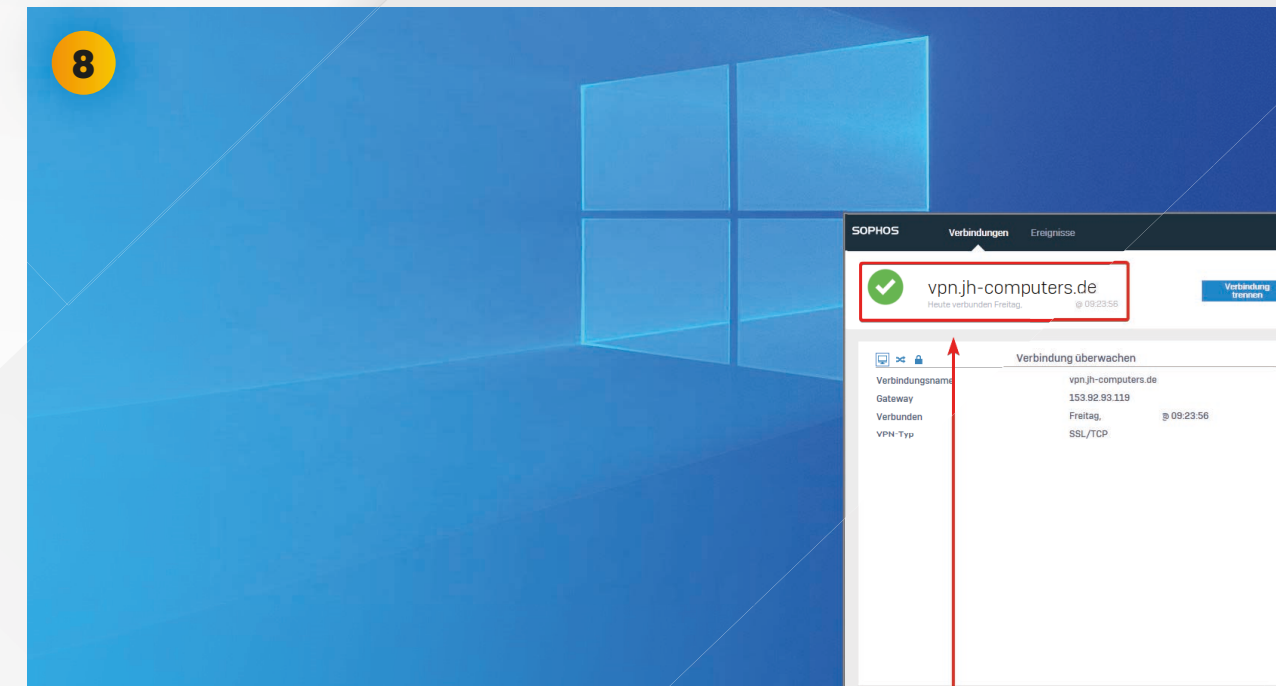 8
SOPHOS Verbindungen Ereignisse
vpn.jh-computers.de
Heute verbunden Freitag, @ 09:23:56
Verbindung
trennen
Verbindung überwachen
Verbindungsname vpn.jh-computers.de
Gateway 153.92.93.119
Verbunden Freitag, @ 09:23:56
VPN-Typ SSL/TCP